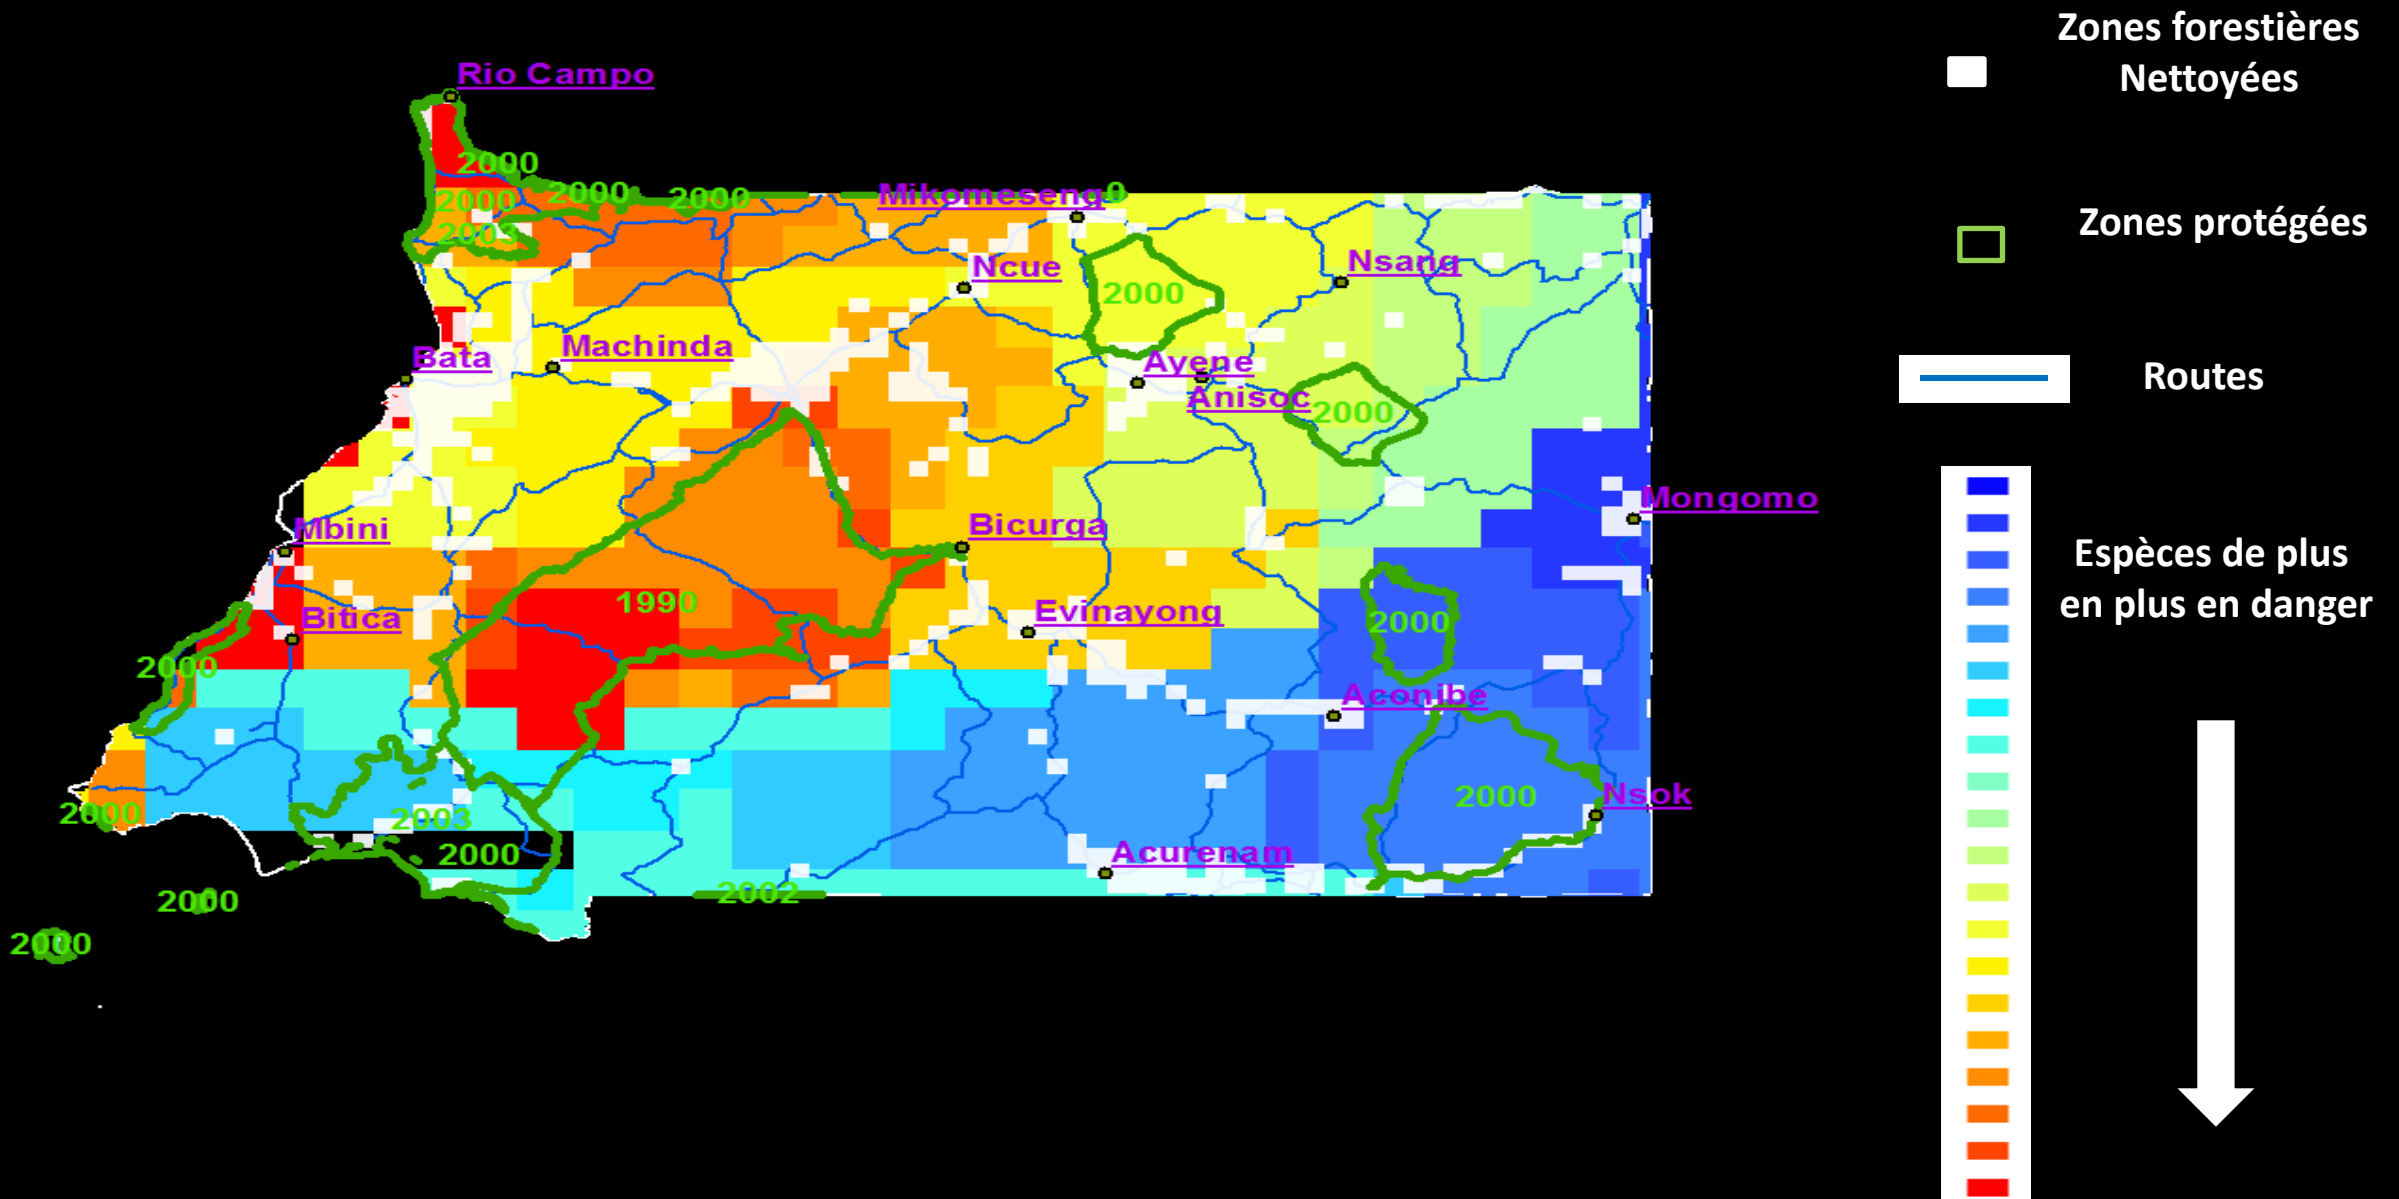 Zones forestières
Nettoyées
Rio Campo
2000
2000
2000
2000
Mikomeseng
0
2003
Zones protégées
Ncue
Nsang
2000
Machinda
Bata
Ayene
Anisoc
2000
Routes
Mbini
Bicurga
Mongomo
Espèces de plus
en plus en danger
1990
Bitica
Evinayong
2000
2000
Aconibe
2000
2003
2000
Nsok
2000
Acurenam
2000
2002
2000